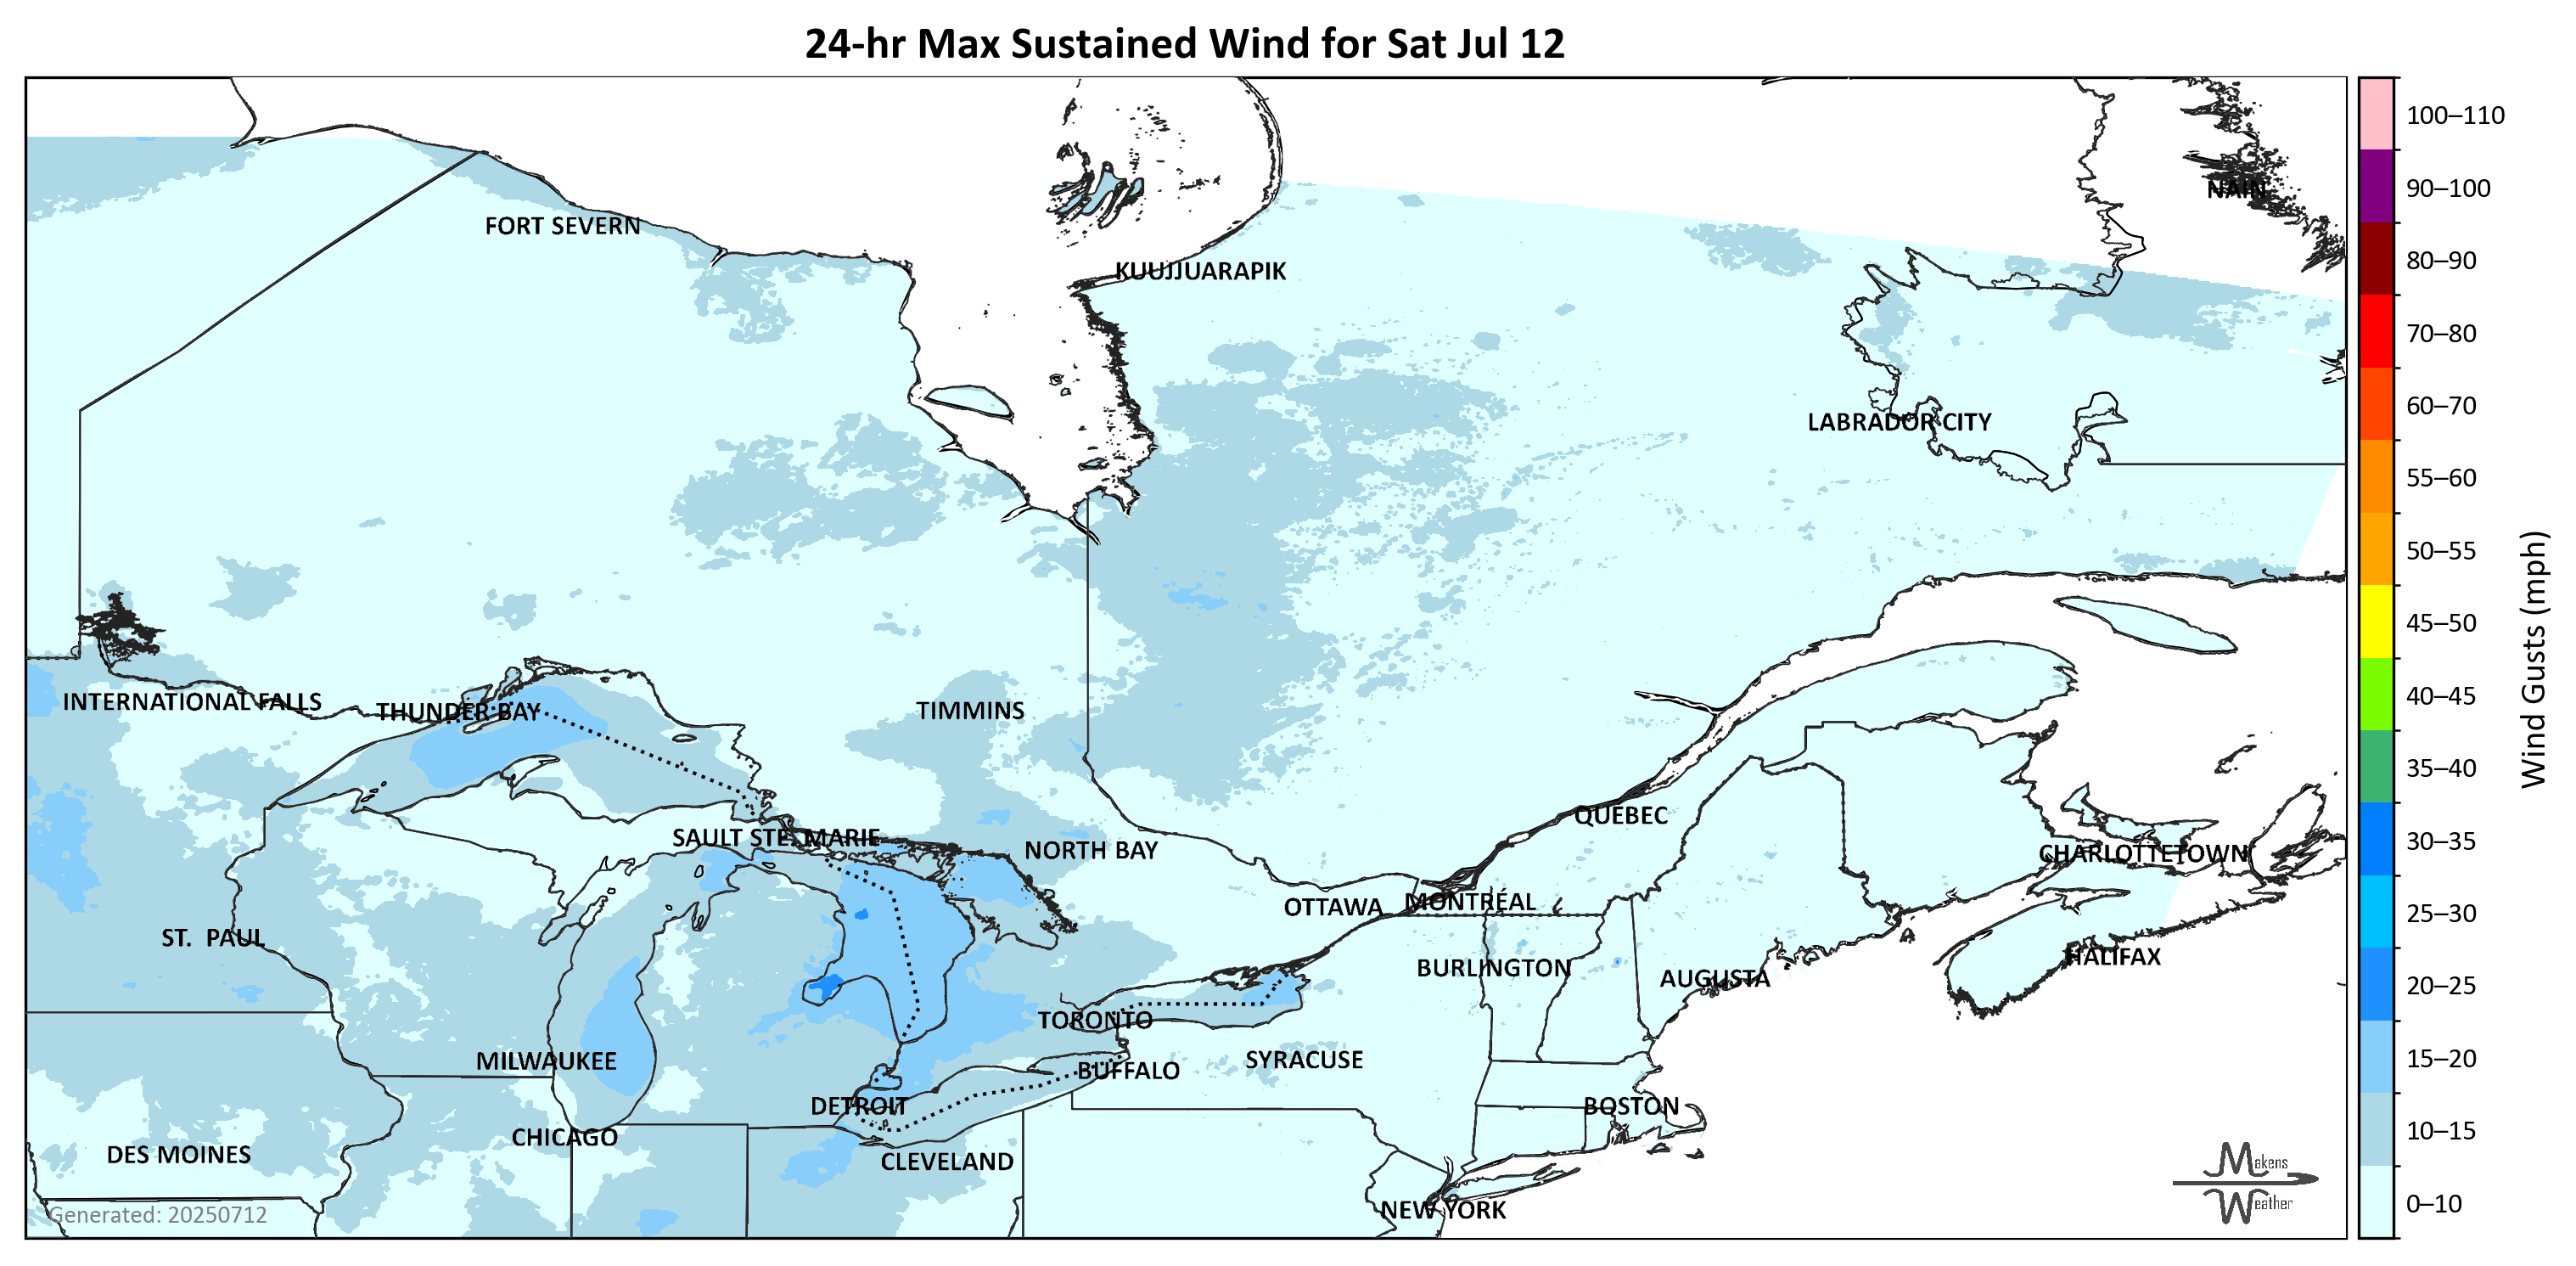 24-hr Max Sustained Wind for Sat Jul 12
100–110
90–100
NAIN
FORT SEVERN
80–90
KUUJJUARAPIK
70–80
60–70
LABRADOR CITY
55–60
50–55
45–50
40–45
INTERNATIONAL FALLS
THUNDER BAY
TIMMINS
35–40
Wind Gusts (mph)
QUEBEC
SAULT STE. MARIE
30–35
NORTH BAY
CHARLOTTETOWN
OTTAWA
MONTRÉAL
25–30
ST. PAUL
HALIFAX
BURLINGTON
AUGUSTA
20–25
TORONTO
MILWAUKEE
SYRACUSE
15–20
BUFFALO
DETROIT
BOSTON
CHICAGO
10–15
DES MOINES
CLEVELAND
Makens
Weather
NEW YORK
0–10
Generated: 20250712